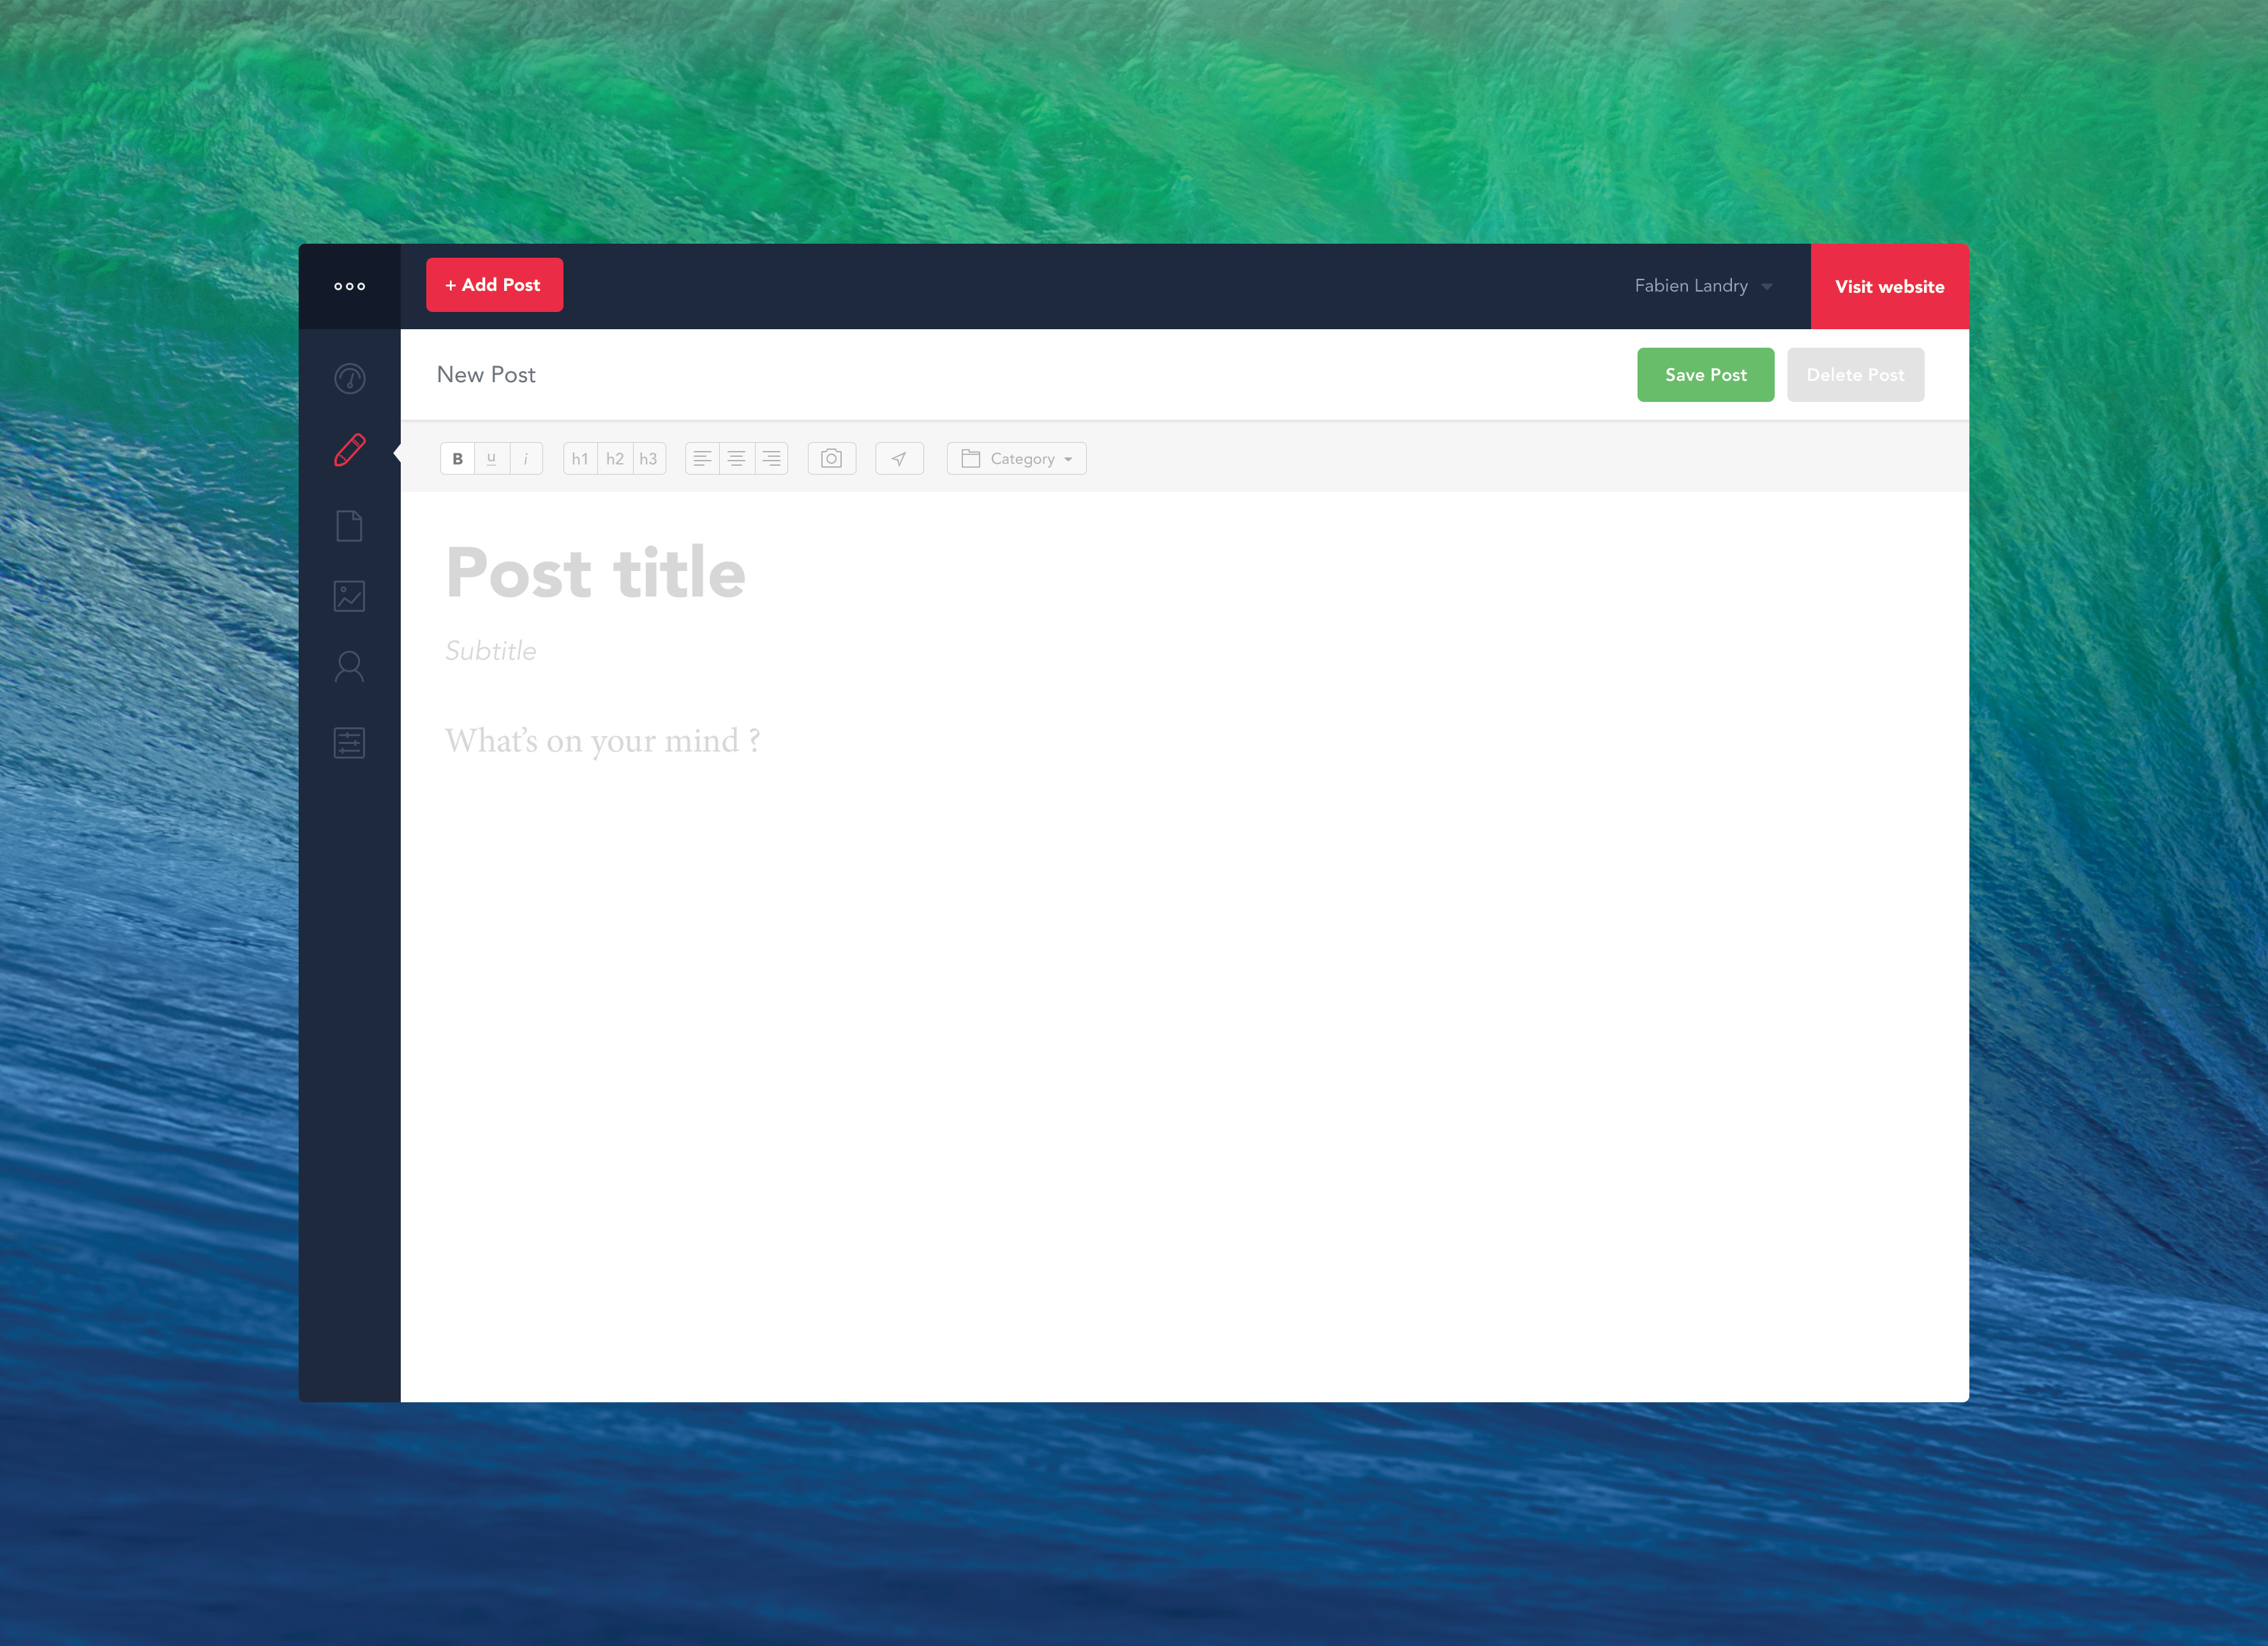 + Add Post
Fabien Landry
Visit website
New Post
Save Post
Delete Post
B u i h1 h2 h3 Category
Post title
Subtitle
What's on your mind ?